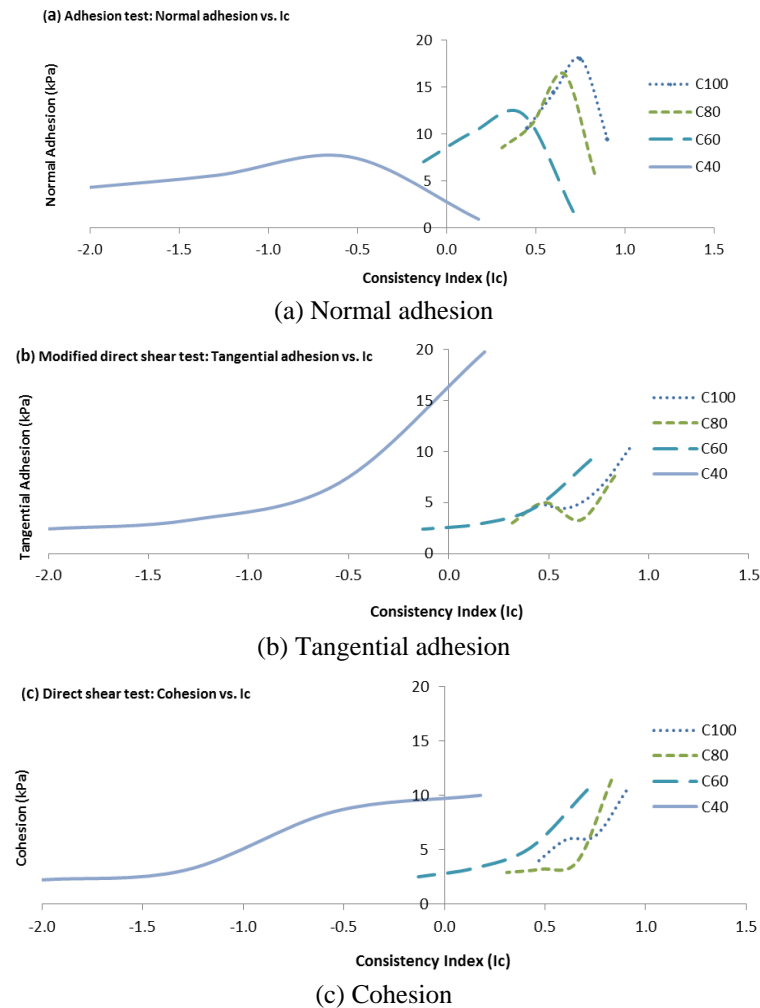 (a) Adhesion test: Normal adhesion vs. Ic
Normal Adhesion (kPa)
20
15
10
5
0
-2.0 -1.5 -1.0 -0.5 0.0 0.5 1.0 1.5
Consistency Index (Ic)
C100
C80
C60
C40
(a) Normal adhesion
(b) Modified direct shear test: Tangential adhesion vs. Ic
Tangential Adhesion (kPa)
20
15
10
5
0
-2.0 -1.5 -1.0 -0.5 0.0 0.5 1.0 1.5
Consistency Index (Ic)
C100
C80
C60
C40
(b) Tangential adhesion
(c) Direct shear test: Cohesion vs. Ic
Cohesion (kPa)
20
15
10
5
0
-2.0 -1.5 -1.0 -0.5 0.0 0.5 1.0 1.5
Consistency Index (Ic)
C100
C80
C60
C40
(c) Cohesion